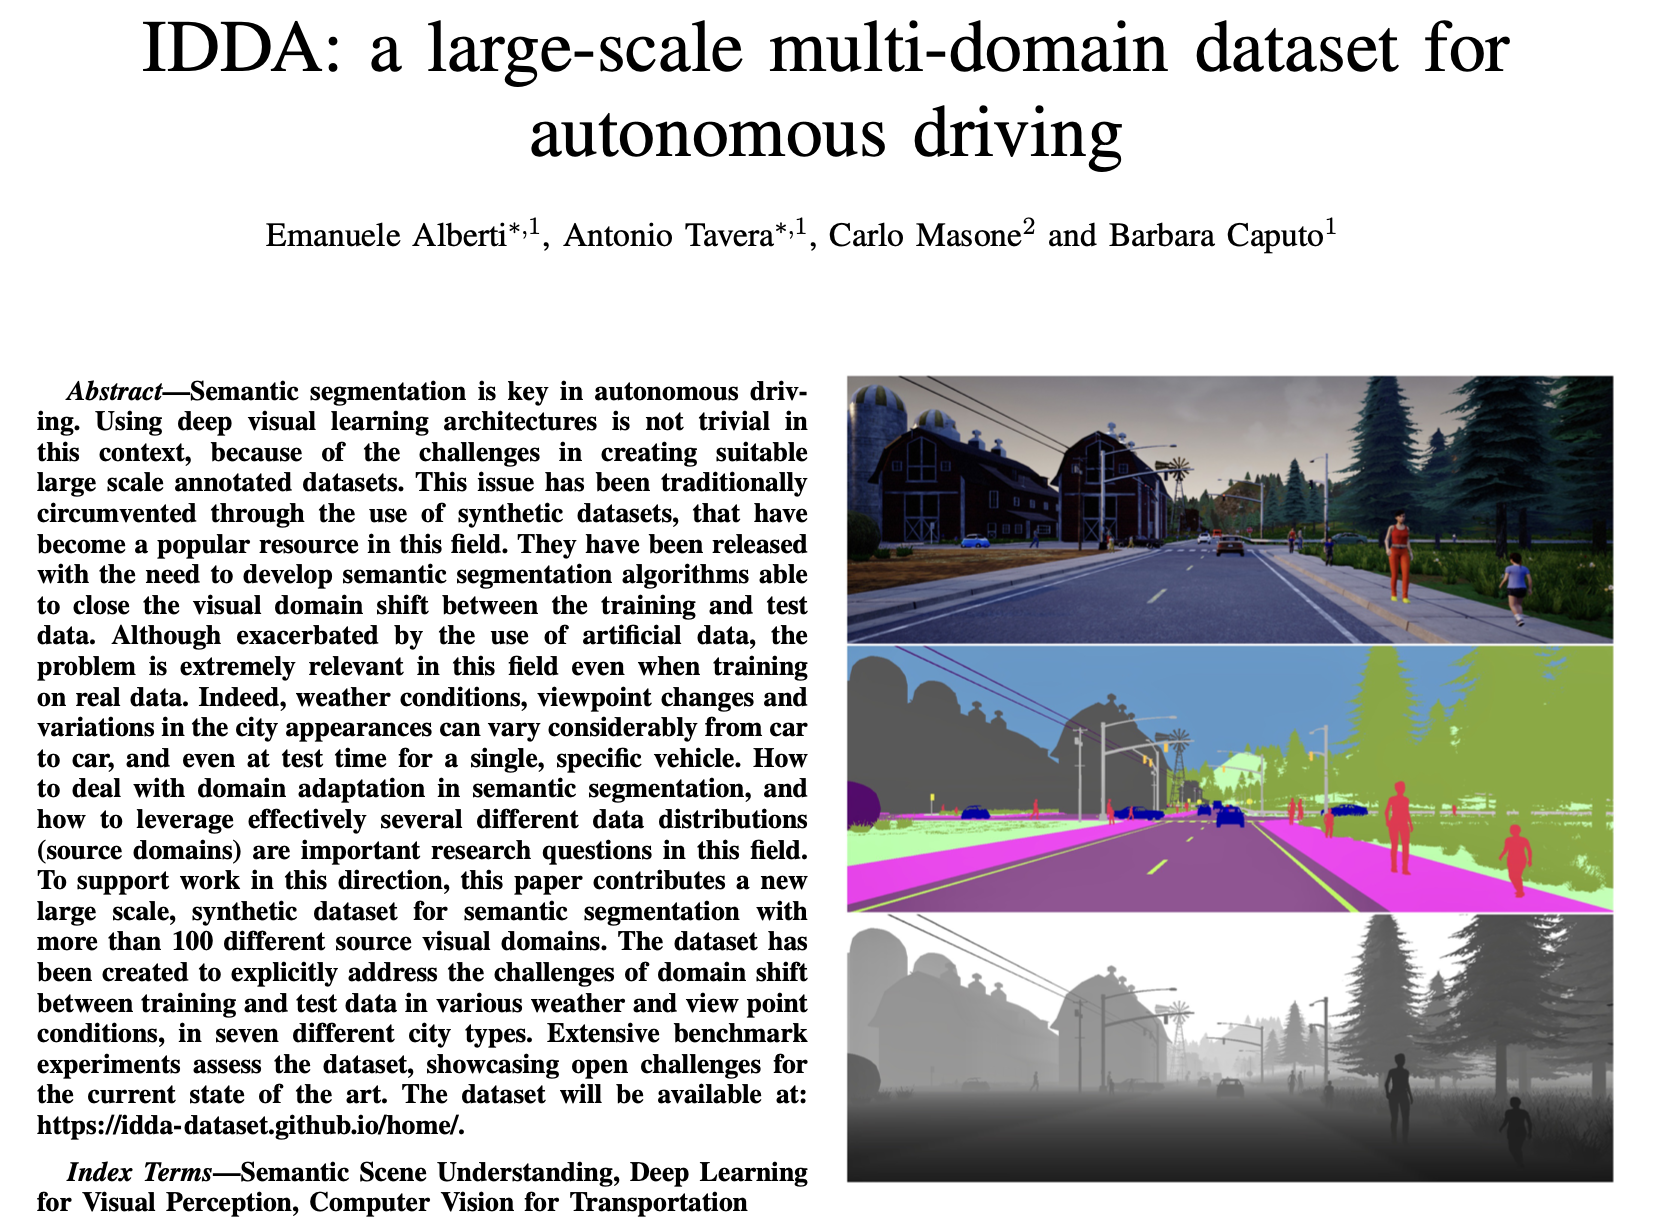 IDDA: a large-scale multi-domain dataset for
autonomous driving
Emanuele Alberti*,1, Antonio Tavera*,1, Carlo Masone2 and Barbara Caputo1
Abstract—Semantic segmentation is key in autonomous driv-
ing. Using deep visual learning architectures is not trivial in
this context, because of the challenges in creating suitable
large scale annotated datasets. This issue has been traditionally
circumvented through the use of synthetic datasets, that have
become a popular resource in this field. They have been released
with the need to develop semantic segmentation algorithms able
to close the visual domain shift between the training and test
data. Although exacerbated by the use of artificial data, the
problem is extremely relevant in this field even when training
on real data. Indeed, weather conditions, viewpoint changes and
variations in the city appearances can vary considerably from car
to car, and even at test time for a single, specific vehicle. How
to deal with domain adaptation in semantic segmentation, and
how to leverage effectively several different data distributions
(source domains) are important research questions in this field.
To support work in this direction, this paper contributes a new
large scale, synthetic dataset for semantic segmentation with
more than 100 different source visual domains. The dataset has
been created to explicitly address the challenges of domain shift
between training and test data in various weather and view point
conditions, in seven different city types. Extensive benchmark
experiments assess the dataset, showcasing open challenges for
the current state of the art. The dataset will be available at:
https://idda-dataset.github.io/home/.
Index Terms—Semantic Scene Understanding, Deep Learning
for Visual Perception, Computer Vision for Transportation